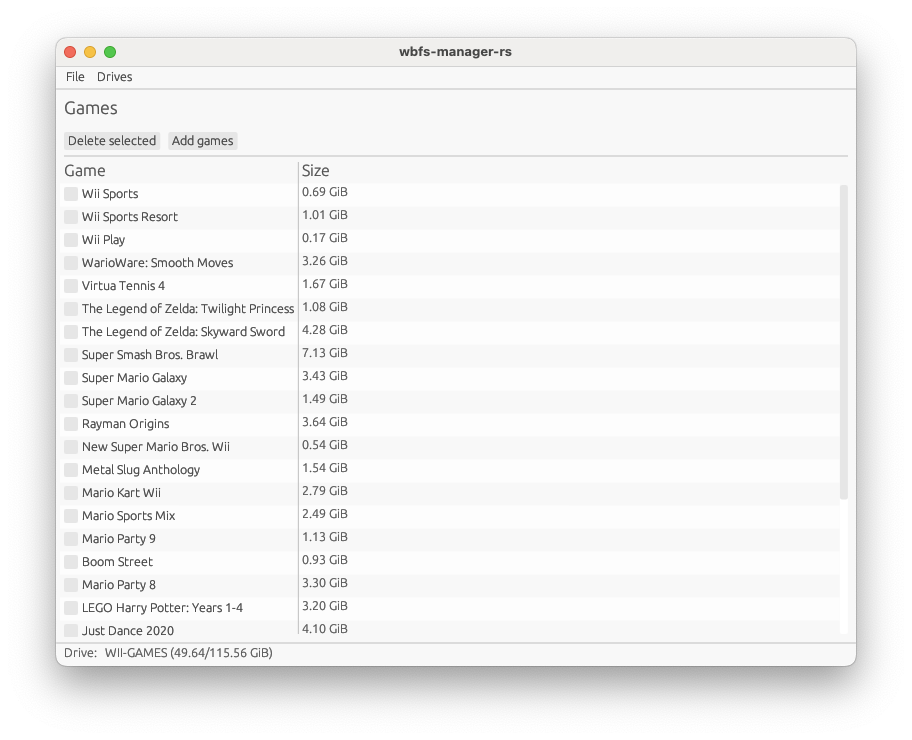 wbfs-manager-rs
File Drives
Games
Delete selected Add games
Game Size
Wii Sports 0.69 GiB
Wii Sports Resort 1.01 GiB
Wii Play 0.17 GiB
WarioWare: Smooth Moves 3.26 GiB
Virtua Tennis 4 1.67 GiB
The Legend of Zelda: Twilight Princess 1.08 GiB
The Legend of Zelda: Skyward Sword 4.28 GiB
Super Smash Bros. Brawl 7.13 GiB
Super Mario Galaxy 3.43 GiB
Super Mario Galaxy 2 1.49 GiB
Rayman Origins 3.64 GiB
New Super Mario Bros. Wii 0.54 GiB
Metal Slug Anthology 1.54 GiB
Mario Kart Wii 2.79 GiB
Mario Sports Mix 2.49 GiB
Mario Party 9 1.13 GiB
Boom Street 0.93 GiB
Mario Party 8 3.30 GiB
LEGO Harry Potter: Years 1-4 3.20 GiB
Just Dance 2020 4.10 GiB
Drive: WII-GAMES (49.64/115.56 GiB)